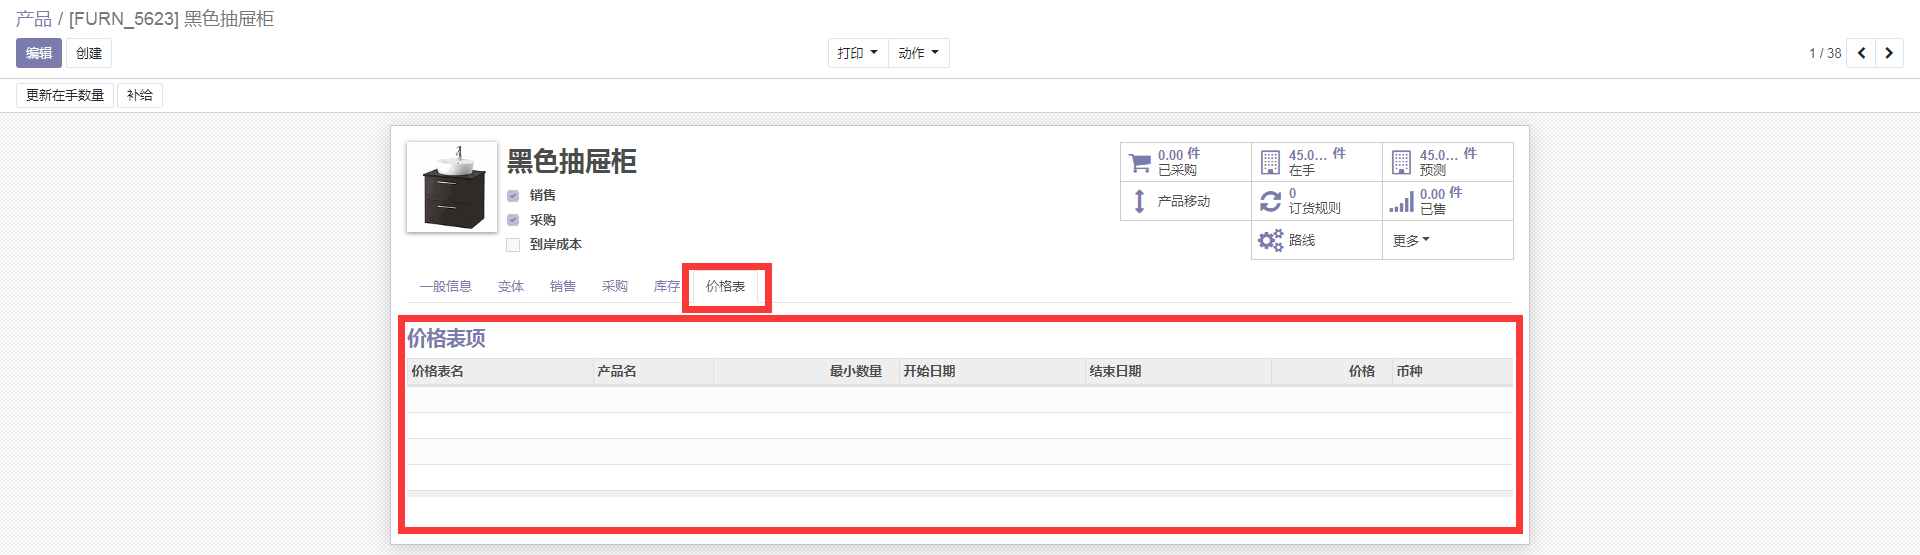 产品 / [FURN_5623] 黑色抽屉柜
编辑 创建 打印 动作 1 / 38
更新在手数量 补给
黑色抽屉柜
销售
采购
到岸成本
0.00 件 已采购
45.0... 件 在手
45.0... 件 预测
产品移动
0 订货规则
0.00 件 已售
路线
更多
一般信息 变体 销售 采购 库存 价格表
价格表项
价格表名 产品名 最小数量 开始日期 结束日期 价格 币种